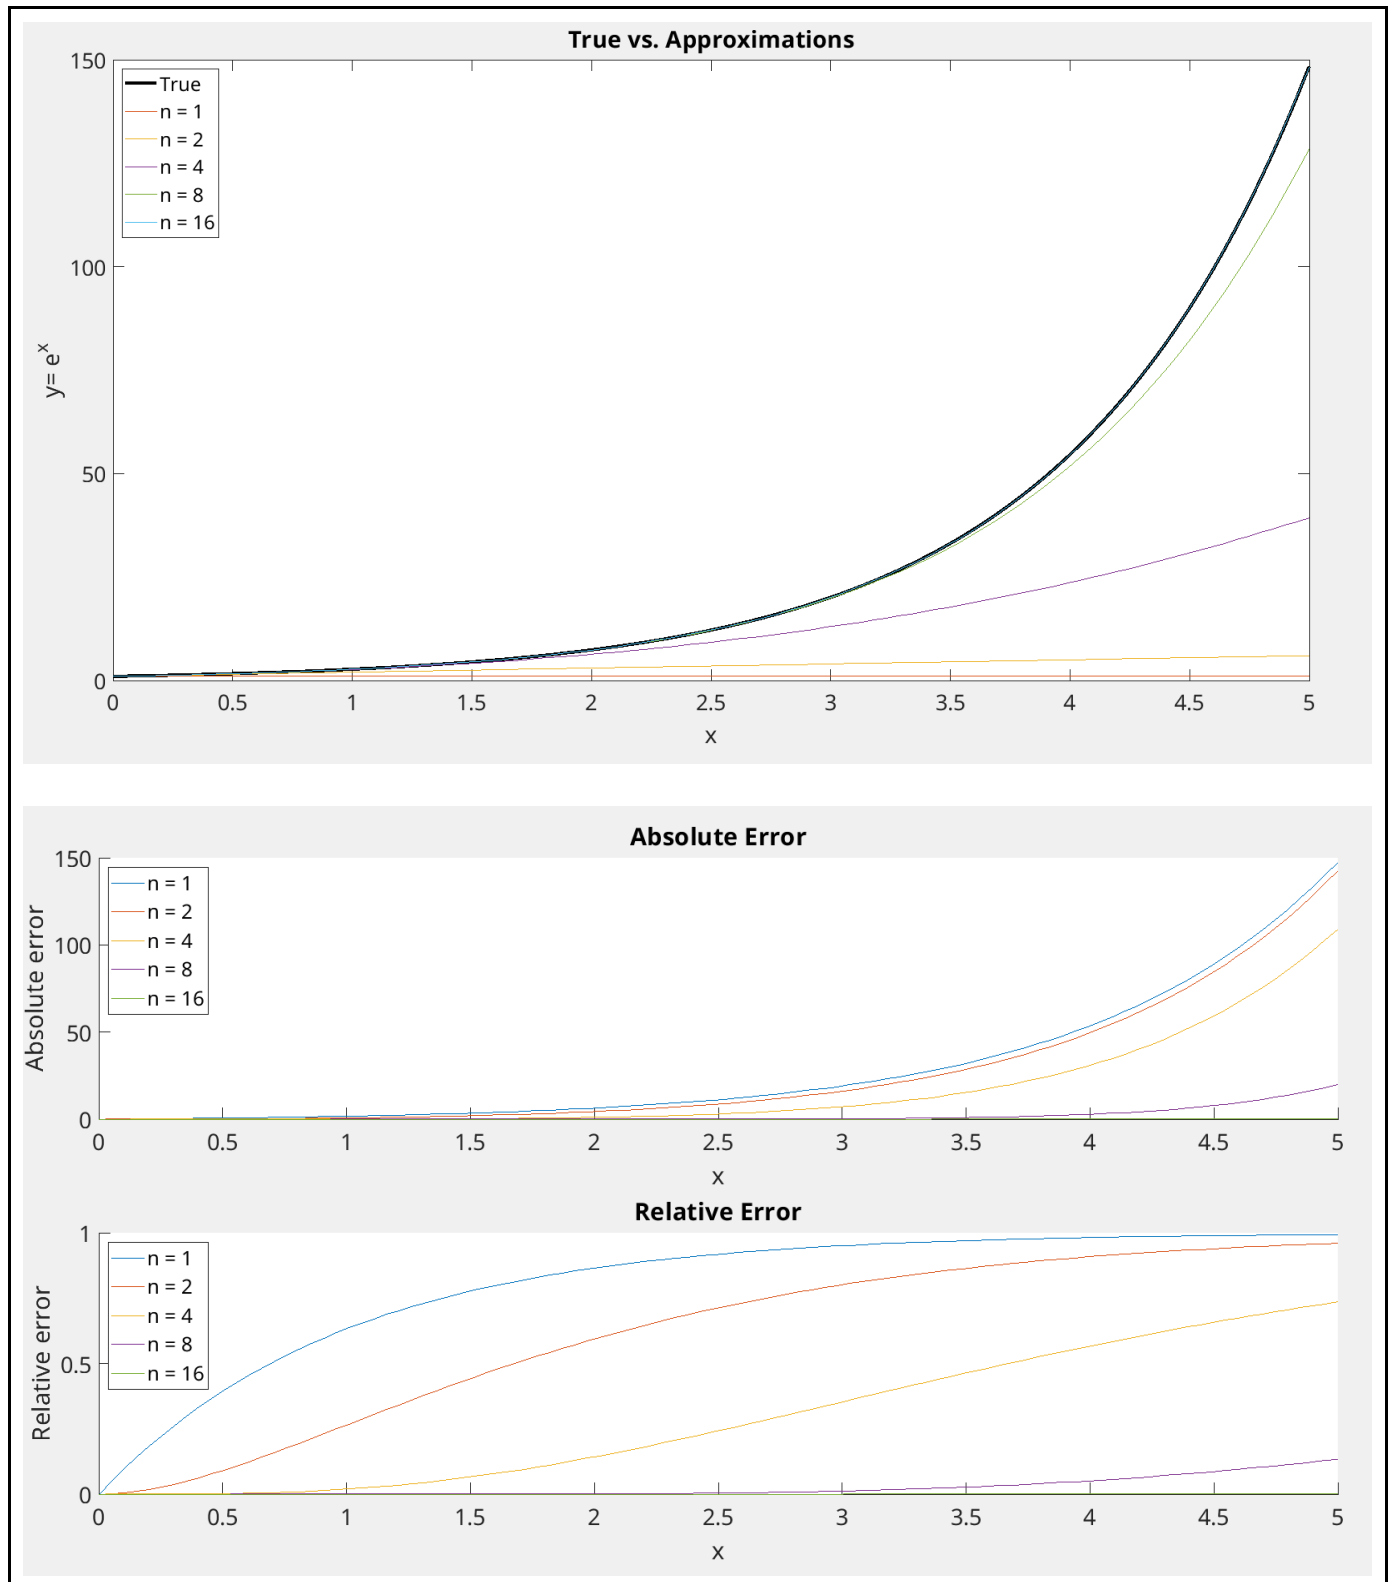 True vs. Approximations
150
100
50
0
y= e^x
True
n = 1
n = 2
n = 4
n = 8
n = 16
0 0.5 1 1.5 2 2.5 3 3.5 4 4.5 5
x
Absolute Error
150
100
50
0
Absolute error
n = 1
n = 2
n = 4
n = 8
n = 16
0 0.5 1 1.5 2 2.5 3 3.5 4 4.5 5
x
Relative Error
1
0.5
0
Relative error
n = 1
n = 2
n = 4
n = 8
n = 16
0 0.5 1 1.5 2 2.5 3 3.5 4 4.5 5
x